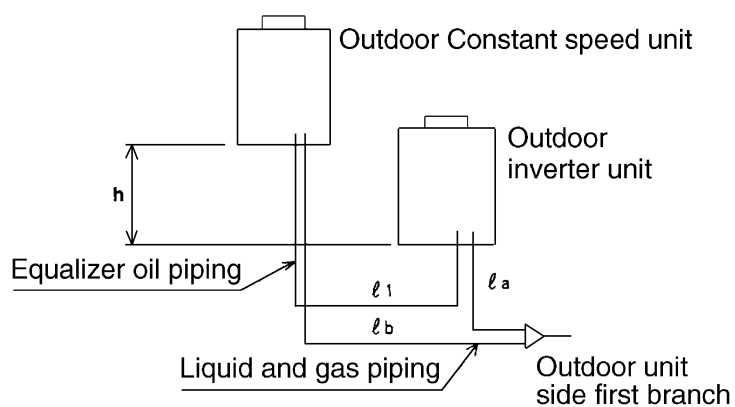 Outdoor Constant speed unit
Outdoor
inverter unit
h
Equalizer oil piping
ℓ1
ℓa
ℓb
Liquid and gas piping
Outdoor unit
side first branch